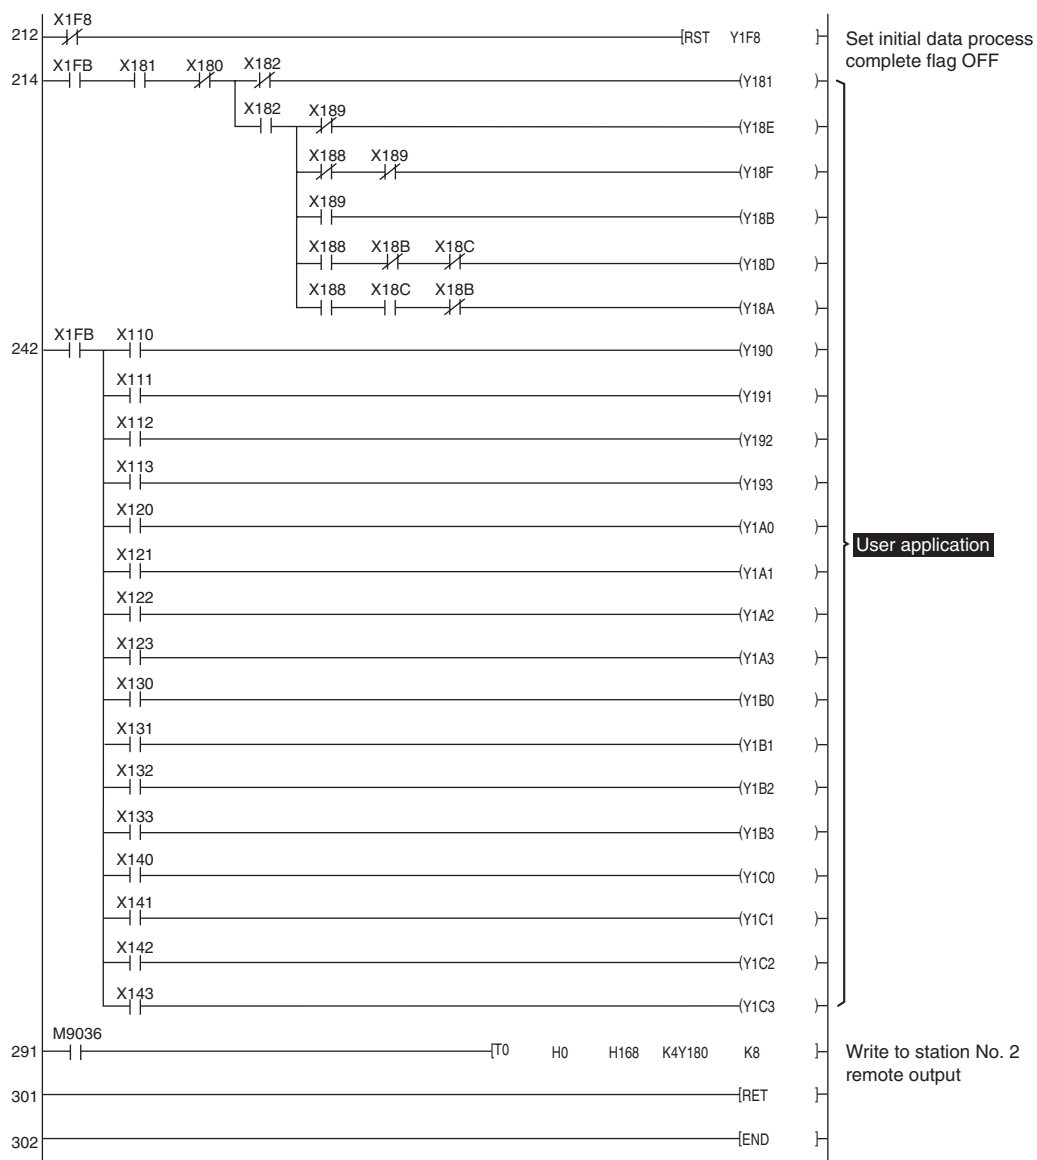 X1F8
212 [RST Y1F8 ] Set initial data process
complete flag OFF
X1FB X181 X180 X182
214 (Y181 )
X182 X189
(Y18E )
X188 X189
(Y18F )
X189
(Y18B )
X188 X18B X18C
(Y18D )
X188 X18C X18B
(Y18A )
X1FB X110
242 (Y190 )
X111
(Y191 )
X112
(Y192 )
X113
(Y193 )
X120
(Y1A0 )
User application
X121
(Y1A1 )
X122
(Y1A2 )
X123
(Y1A3 )
X130
(Y1B0 )
X131
(Y1B1 )
X132
(Y1B2 )
X133
(Y1B3 )
X140
(Y1C0 )
X141
(Y1C1 )
X142
(Y1C2 )
X143
(Y1C3 )
M9036
291 [T0 H0 H168 K4Y180 K8 ] Write to station No. 2
remote output
301 [RET ]
302 [END ]